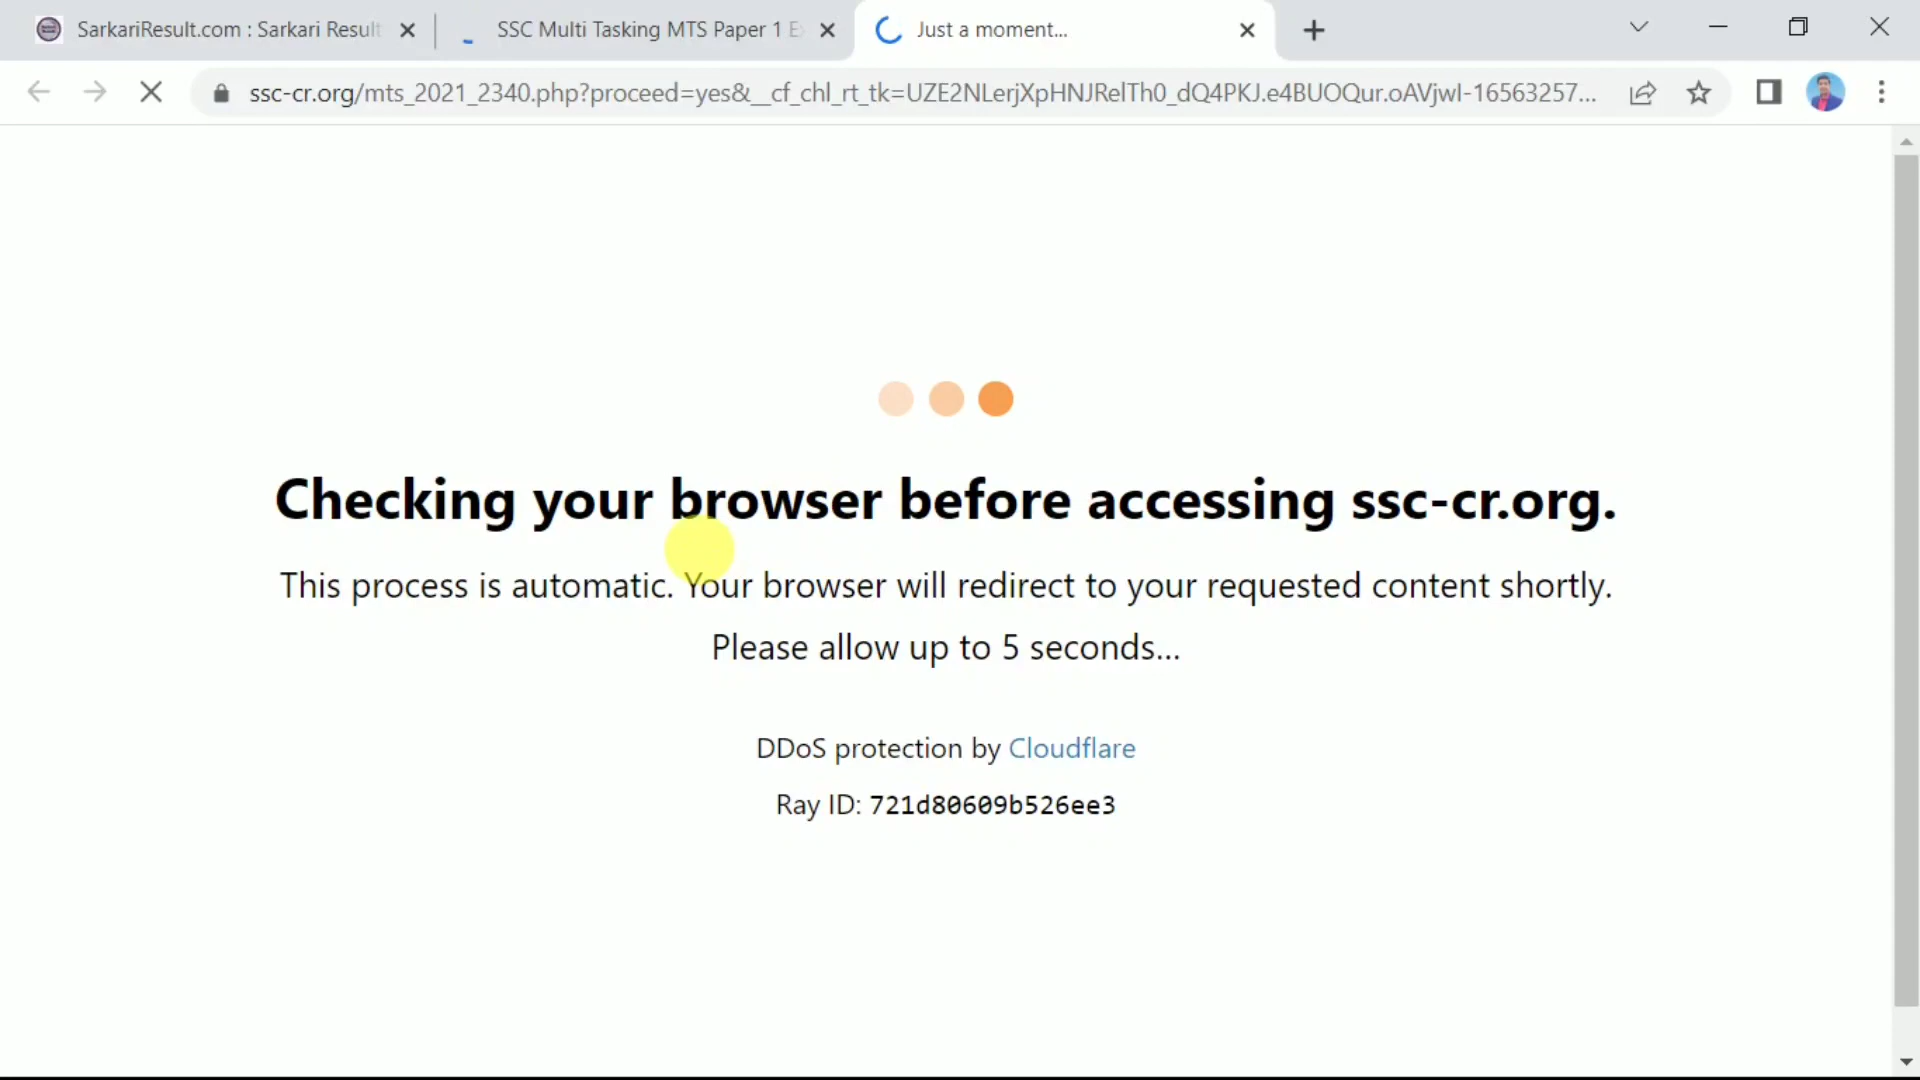 SarkariResult.com : Sarkari Result
SSC Multi Tasking MTS Paper 1 E
Just a moment...
ssc-cr.org/mts_2021_2340.php?proceed=yes&__cf_chl_rt_tk=UZE2NLerjXpHNJRelTh0_dQ4PKJ.e4BUOQur.oAVjwI-16563257...
Checking your browser before accessing ssc-cr.org.
This process is automatic. Your browser will redirect to your requested content shortly.
Please allow up to 5 seconds...
DDoS protection by Cloudflare
Ray ID: 721d80609b526ee3